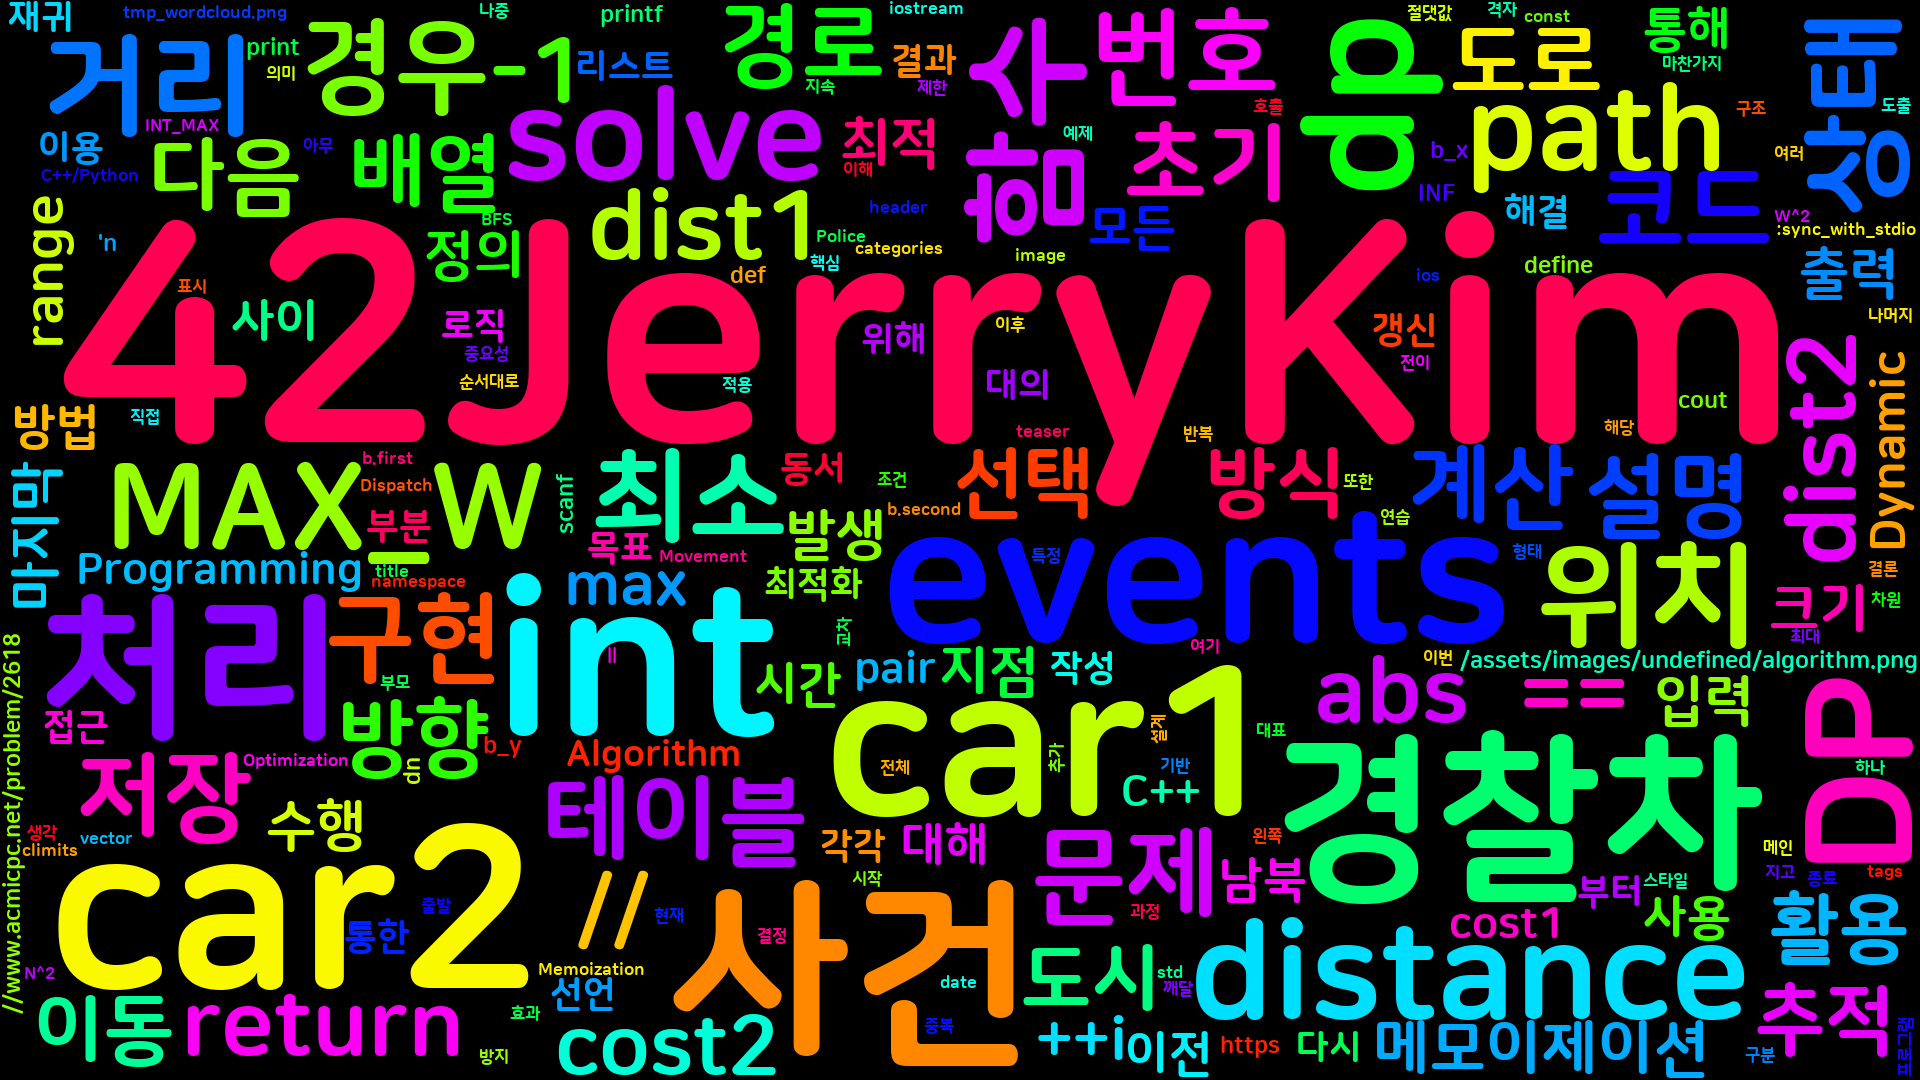 재귀
tmp_wordcloud.png
나중
printf
경로
iostream
절댓값
격자
const
통해
거리
print
의미
경우
-1
리스트
지속
결과
제한
사
번호
호출
음
도로
마찬가지
상태
도출
INT_MAX
이용
C++/Python
다음
아무
배열
solve
최적
이해
예제
행
초기
b_x
path
구조
여러
INF
코드
W^2
:sync_with_stdio
range
'n
BFS
정의
dist1
Police
header
categories
모든
해결
표시
사이
def
핵심
image
ios
define
출력
42JerryKim
로직
중요성
순서대로
위해
이후
대의
적용
갱신
전이
나머지
dist2
Dynamic
방법
직접
b.first
teaser
반복
cout
해당
마지막
MAX_W
Dispatch
부분
scanf
최소
동서
조건
선택
b.second
방식
또한
계산
설명
Programming
title
namespace
목표
Movement
발생
최적화
events
특정
연습
형태
위치
결론
크기
차원
최대
//www.acmicpc.net/problem/2618
처리
구현
int
ll
max
교차
여기
이번
/assets/images/undefined/algorithm.png
부모
시간
pair
지점
작성
abs
==
입력
접근
방향
b_y
Optimization
dn
Algorithm
car1
전체
추가
설계
기반
대표
C++
경찰차
DP
하나
저장
수행
테이블
생각
vector
climits
각각
대해
문제
왼쪽
남북
메인
지고
종료
tags
시작
car2
출발
통한
//
현재
사건
결정
과정
부터
스타일
cost1
사용
활용
N^2
Memoization
선언
date
도시
std
깨달
distance
추적
이동
return
효과
방지
cost2
중복
++i
이전
https
다시
메모이제이션
구분
프로그램